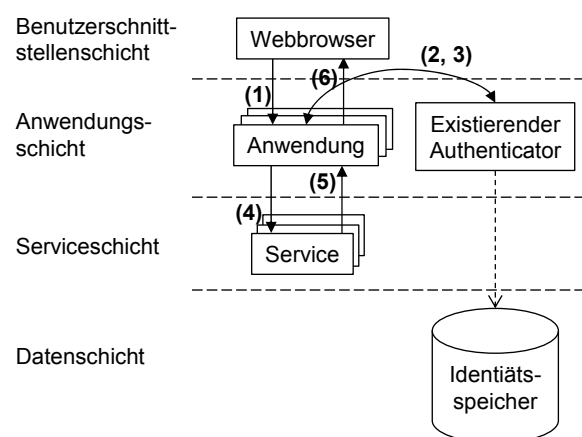 Benutzerschnitt-
stellenschicht
Webbrowser
(2, 3)
(6)
(1)
Anwendungs-
schicht
Anwendung
Existierender
Authenticator
(5)
(4)
Serviceschicht
Service
Datenschicht
Identiäts-
speicher